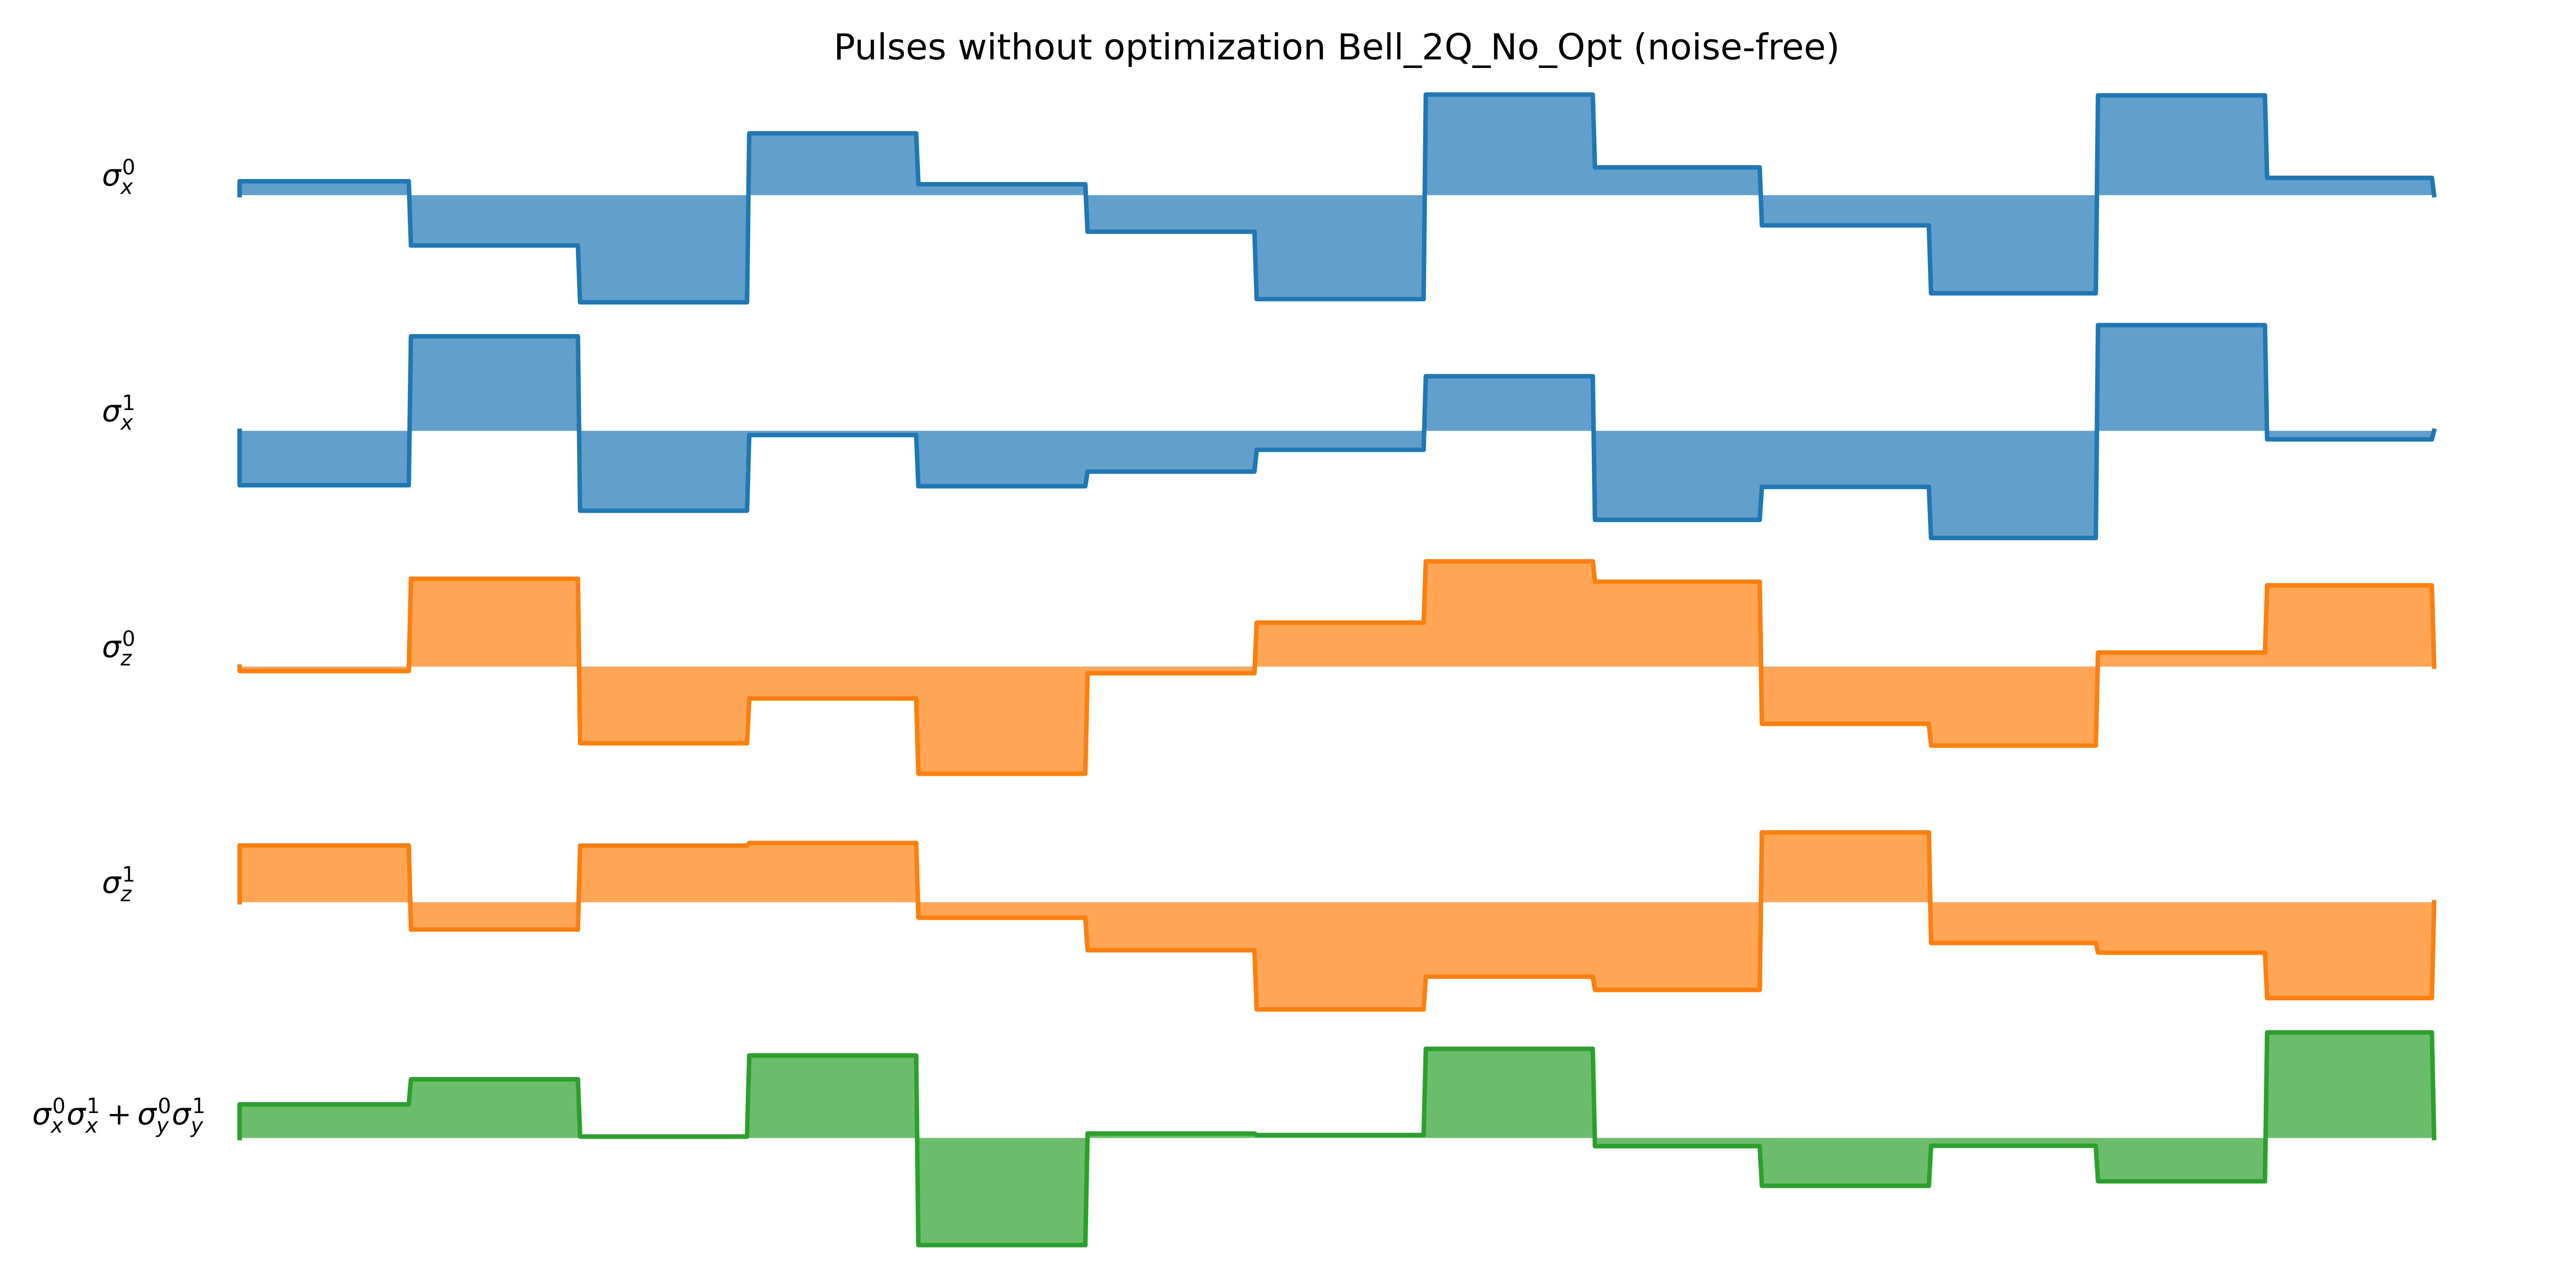 Pulses without optimization Bell_2Q_No_Opt (noise-free)
σ_x^0
σ_x^1
σ_z^0
σ_z^1
σ_x^0σ_x^1 + σ_y^0σ_y^1